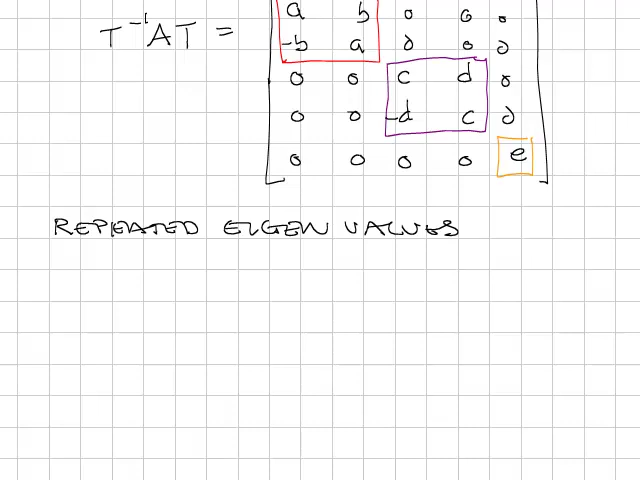 a b 0 0 0
T⁻¹AT =
-b a 0 0 0
0 0 c d 0
0 0 -d c 0
0 0 0 0 e
REPEATED EIGEN VALUES